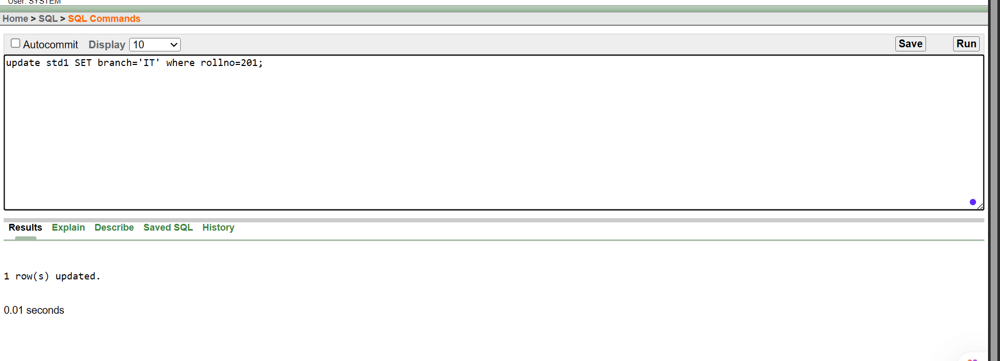 User: SYSTEM
Home > SQL > SQL Commands
Autocommit Display 10 Save Run
update std1 SET branch='IT' where rollno=201;
Results Explain Describe Saved SQL History
1 row(s) updated.
0.01 seconds